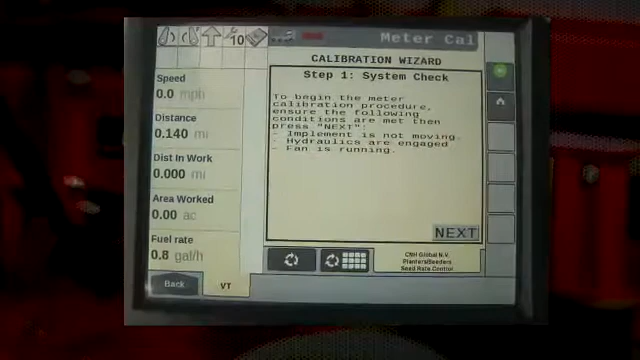 10
Meter Cal
CALIBRATION WIZARD
Step 1: System Check
To begin the meter
calibration procedure,
ensure the following
conditions are met then
press "NEXT":
- Implement is not moving.
- Hydraulics are engaged
- Fan is running.
NEXT
Speed
0.0 mph
Distance
0.140 mi
Dist In Work
0.000 mi
Area Worked
0.00 ac
Fuel rate
0.8 gal/h
CNH Global N.V.
Planters/Seeders
Seed Rate Control
Back
VT